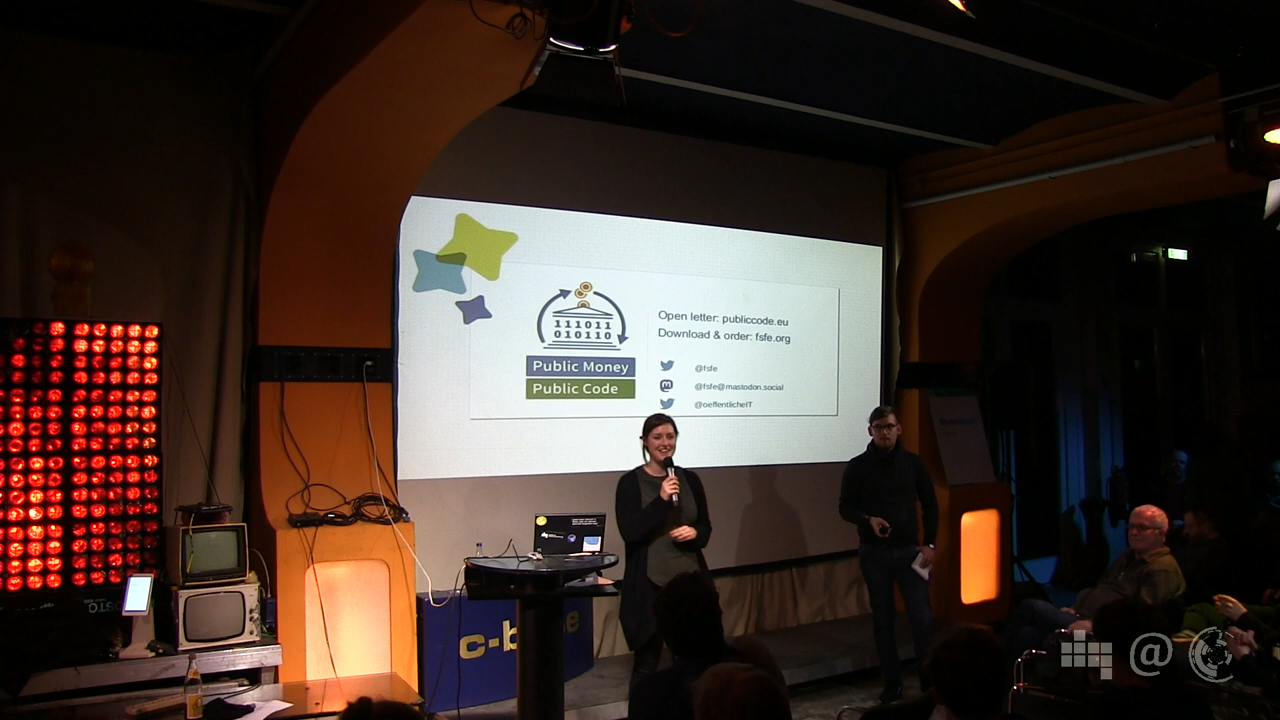 111011
010110
Public Money
Public Code
Open letter: publiccode.eu
Download & order: fsfe.org
@fsfe
@fsfe@mastodon.social
@oeffentlicheIT
@